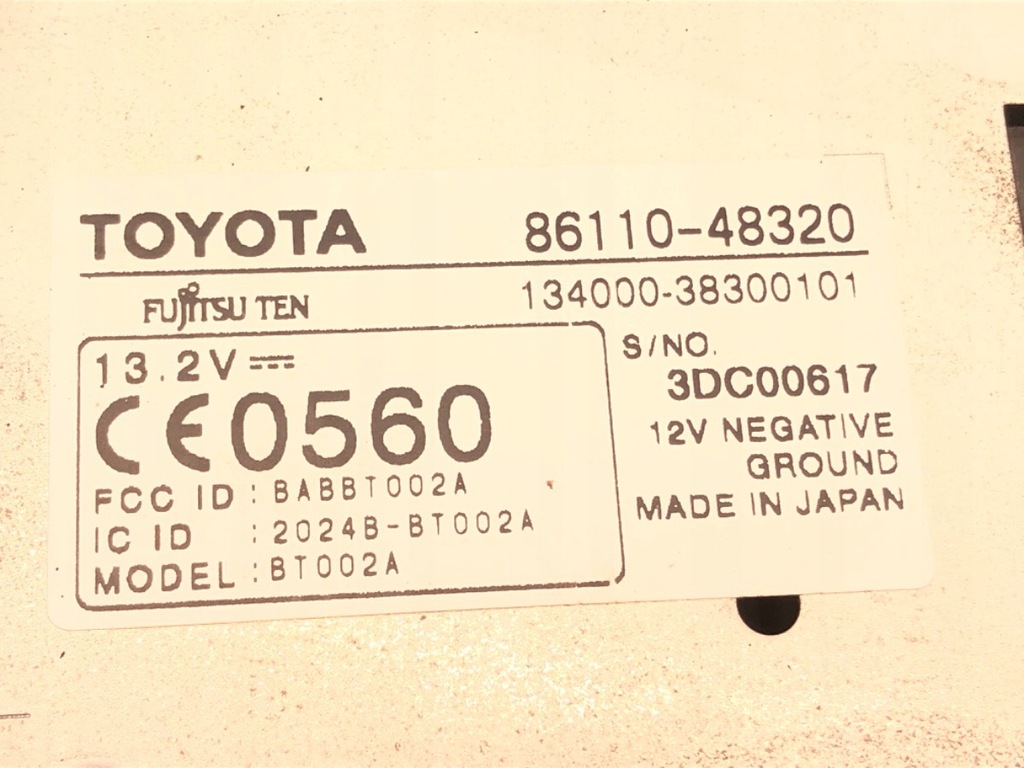 TOYOTA 86110-48320
FUJITSU TEN 134000-38300101
13.2V ⎓
CE0560
FCC ID : BABBT002A
IC ID : 2024B-BT002A
MODEL : BT002A
S/NO.
3DC00617
12V NEGATIVE
GROUND
MADE IN JAPAN